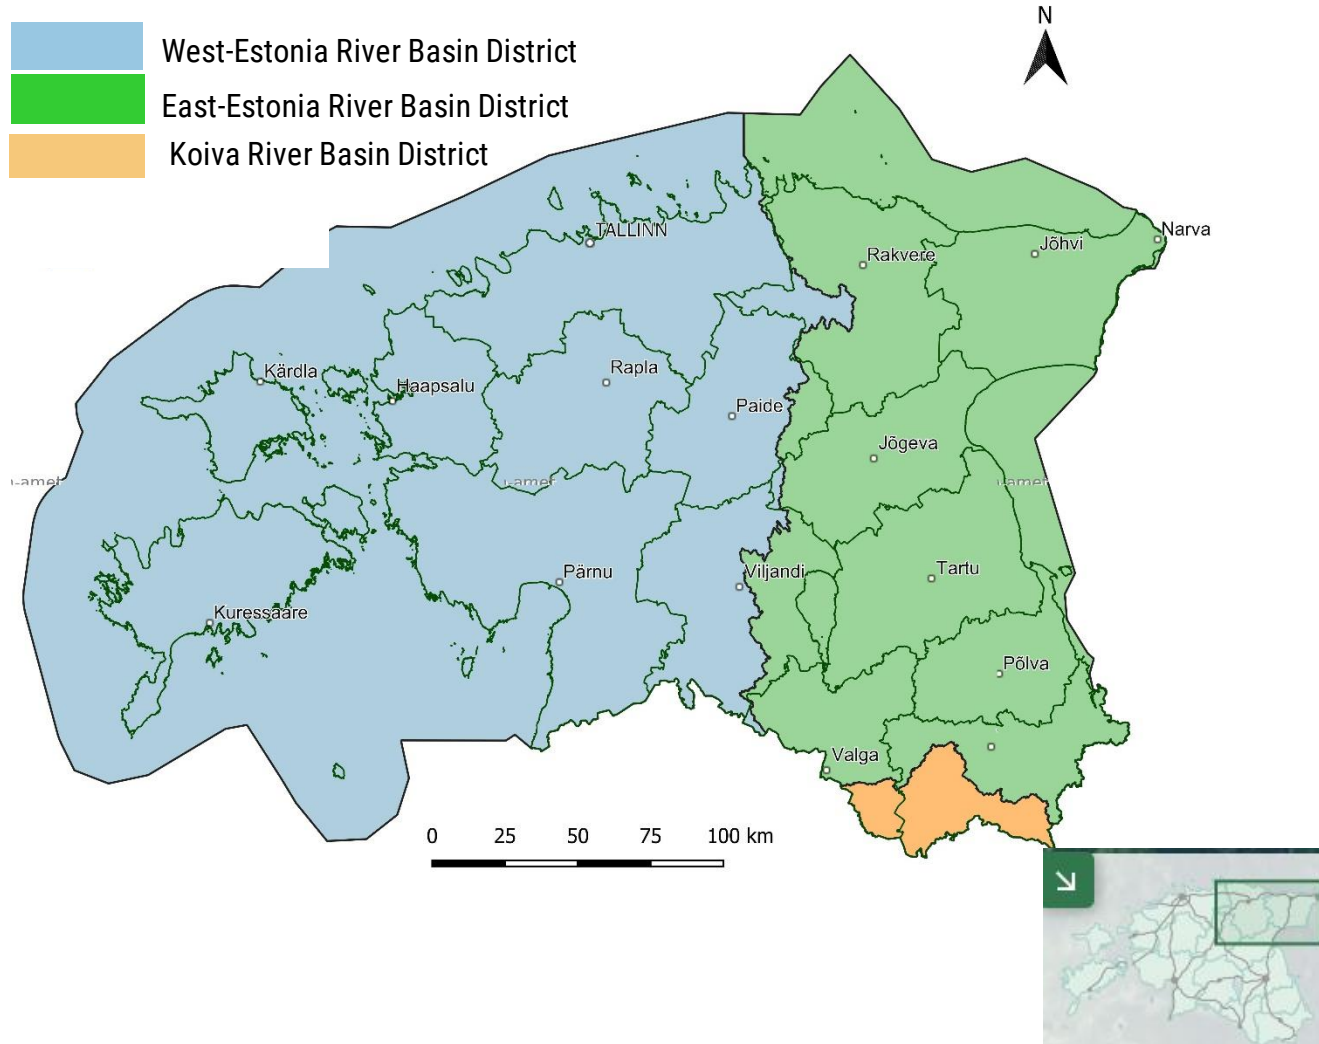 N
West-Estonia River Basin District
East-Estonia River Basin District
Koiva River Basin District
TALLINN
Narva
Jõhvi
Rakvere
Kärdla
Haapsalu
Rapla
Paide
Jõgeva
Pärnu
Viljandi
Tartu
Kuressaare
Põlva
Valga
0 25 50 75 100 km